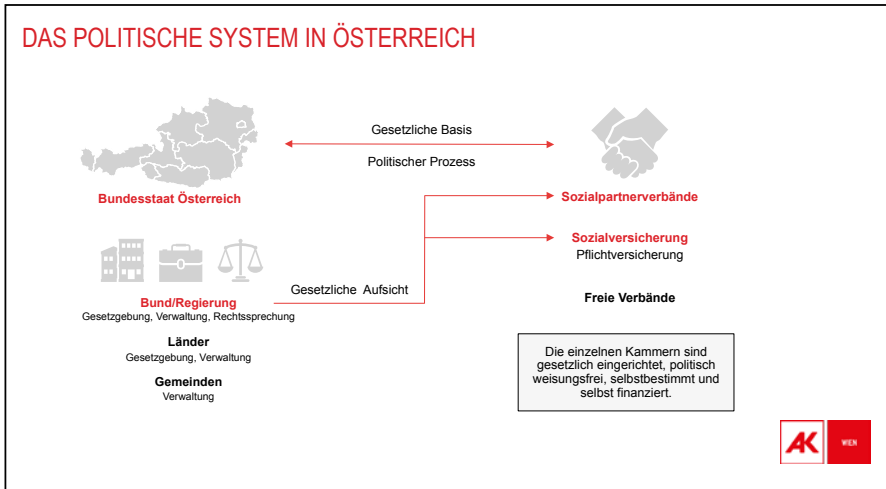 DAS POLITISCHE SYSTEM IN ÖSTERREICH
Gesetzliche Basis
Politischer Prozess
Bundesstaat Österreich
Sozialpartnerverbände
Sozialversicherung
Pflichtversicherung
Gesetzliche Aufsicht
Freie Verbände
Bund/Regierung
Gesetzgebung, Verwaltung, Rechtssprechung
Länder
Gesetzgebung, Verwaltung
Gemeinden
Verwaltung
Die einzelnen Kammern sind
gesetzlich eingerichtet, politisch
weisungsfrei, selbstbestimmt und
selbst finanziert.
AK
WIEN